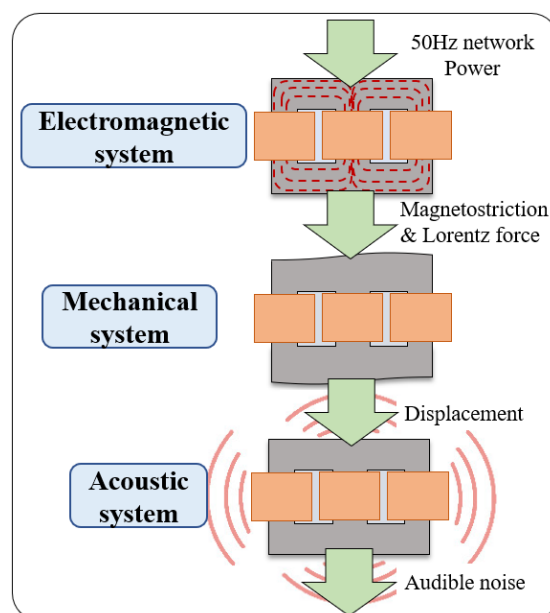 50Hz network
Power
Electromagnetic
system
Magnetostriction
& Lorentz force
Mechanical
system
Displacement
Acoustic
system
Audible noise